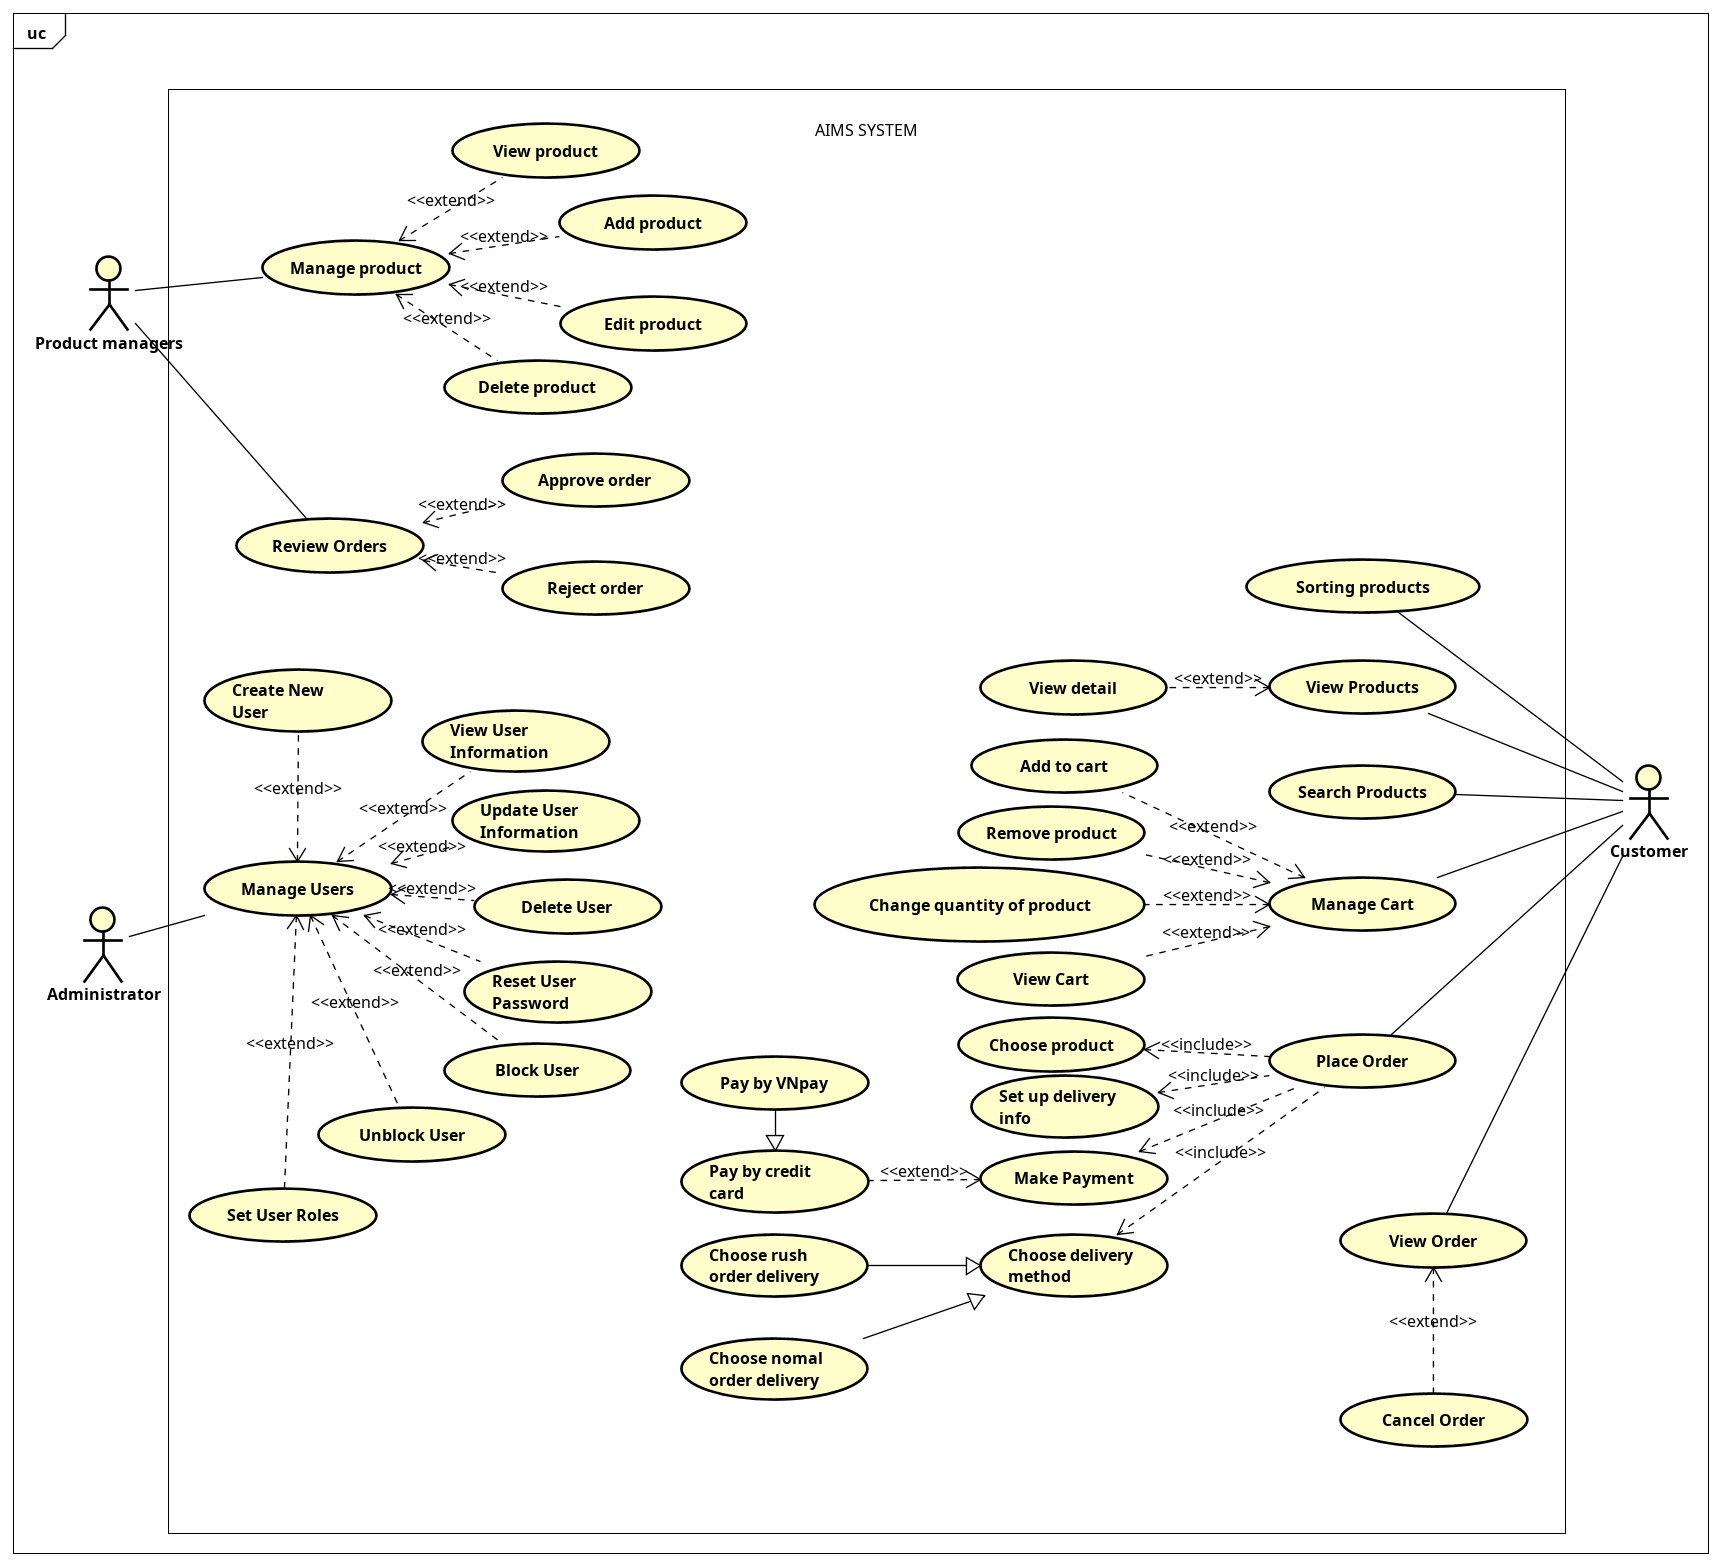 uc
AIMS SYSTEM
View product
<<extend>>
Add product
<<extend>>
Manage product
<<extend>>
Edit product
<<extend>>
Product managers
Delete product
Approve order
<<extend>>
Review Orders
<<extend>>
Reject order
Sorting products
View detail
<<extend>>
View Products
Create New
User
View User
Information
<<extend>>
<<extend>>
Update User
Information
<<extend>>
Manage Users
<<extend>>
Delete User
<<extend>>
<<extend>>
Reset User
Password
<<extend>>
<<extend>>
Block User
Unblock User
Set User Roles
Administrator
Add to cart
Search Products
<<extend>>
Remove product
<<extend>>
Customer
Change quantity of product
<<extend>>
Manage Cart
<<extend>>
View Cart
Choose product
<<include>>
Place Order
<<include>>
Set up delivery
info
<<include>>
<<include>>
Pay by VNpay
Pay by credit
card
<<extend>>
Make Payment
Choose rush
order delivery
Choose delivery
method
Choose nomal
order delivery
View Order
<<extend>>
Cancel Order